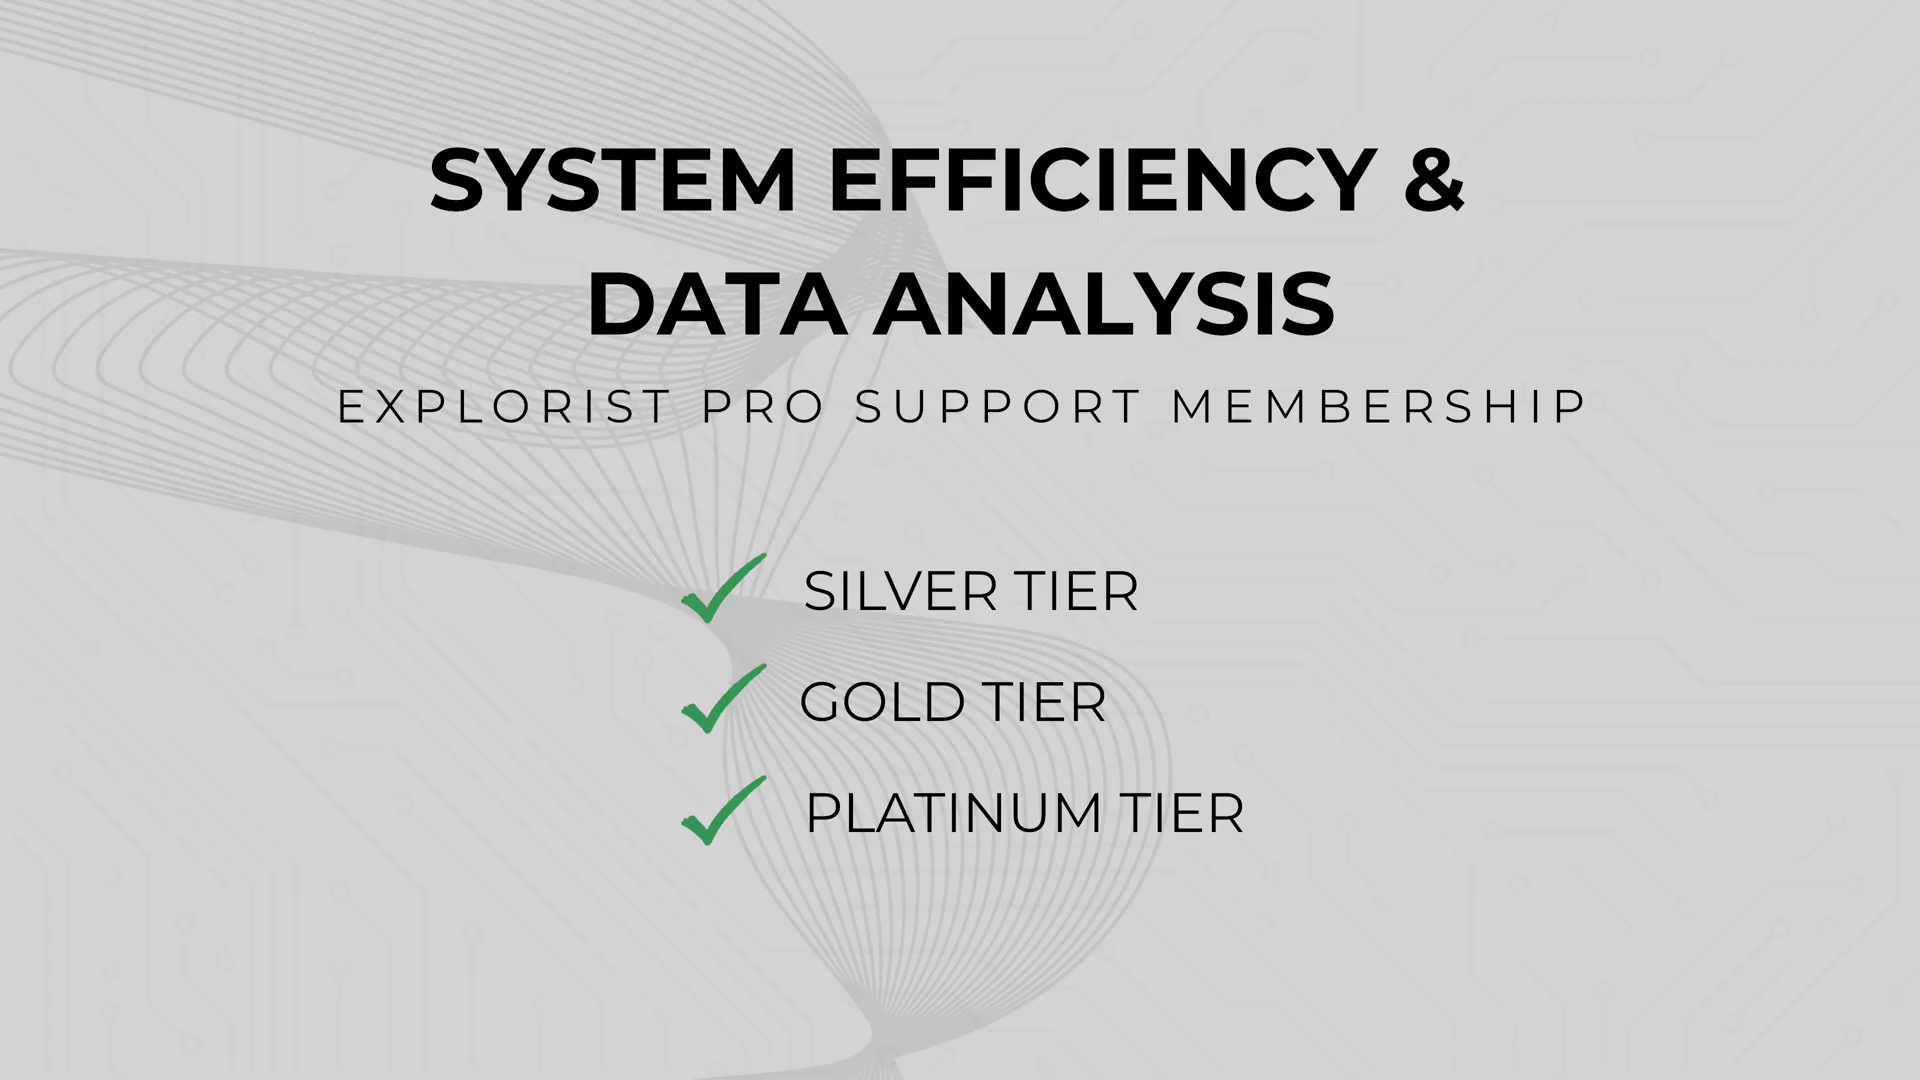 SYSTEM EFFICIENCY &
DATA ANALYSIS
EXPLORIST PRO SUPPORT MEMBERSHIP
SILVER TIER
GOLD TIER
PLATINUM TIER